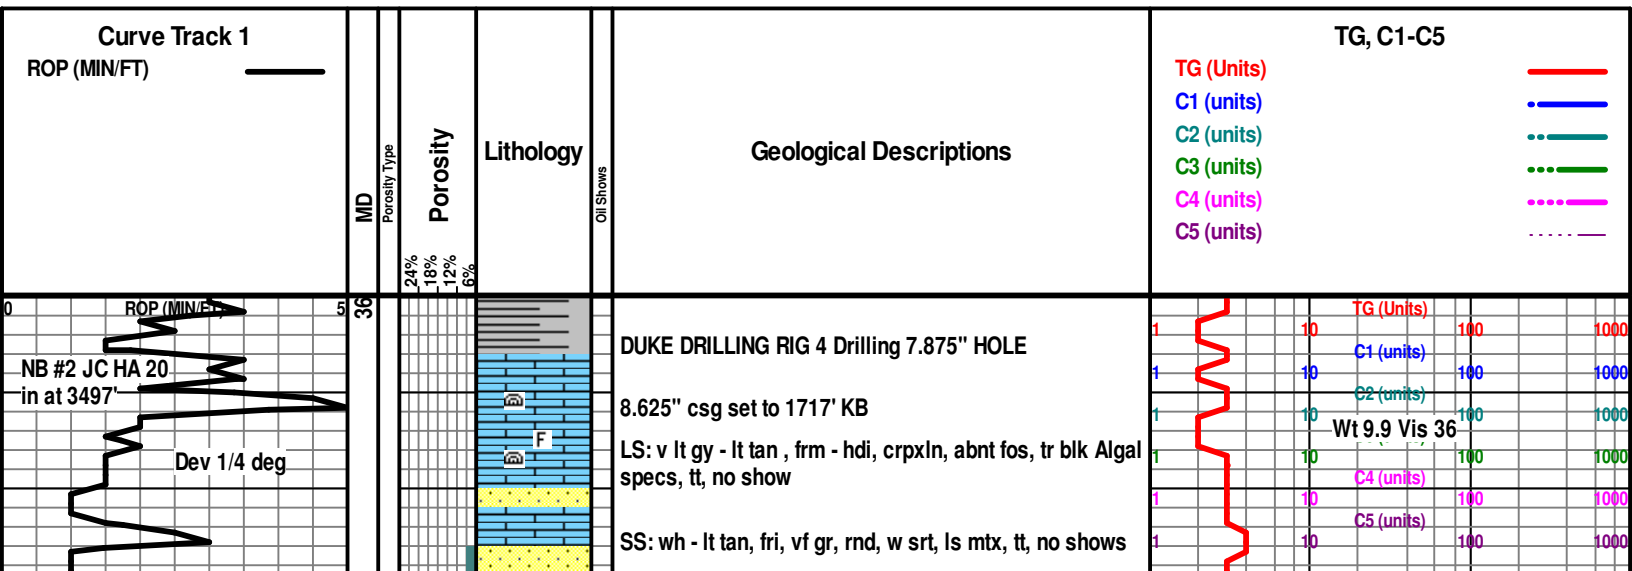 Curve Track 1
ROP (MIN/FT)
MD
Porosity Type
Porosity
24%
18%
12%
6%
Lithology
Oil Shows
Geological Descriptions
TG, C1-C5
TG (Units)
C1 (units)
C2 (units)
C3 (units)
C4 (units)
C5 (units)
0 ROP (MIN/FT) 5
36
NB #2 JC HA 20
in at 3497'
Dev 1/4 deg
F
DUKE DRILLING RIG 4 Drilling 7.875" HOLE
8.625" csg set to 1717' KB
LS: v lt gy - lt tan , frm - hdi, crpxln, abnt fos, tr blk Algal
specs, tt, no show
SS: wh - lt tan, fri, vf gr, rnd, w srt, ls mtx, tt, no shows
TG (Units)
1 10 100 1000
C1 (units)
1 10 100 1000
C2 (units)
1 10 100 1000
Wt 9.9 Vis 36
1 10 100 1000
C4 (units)
1 10 100 1000
C5 (units)
1 10 100 1000